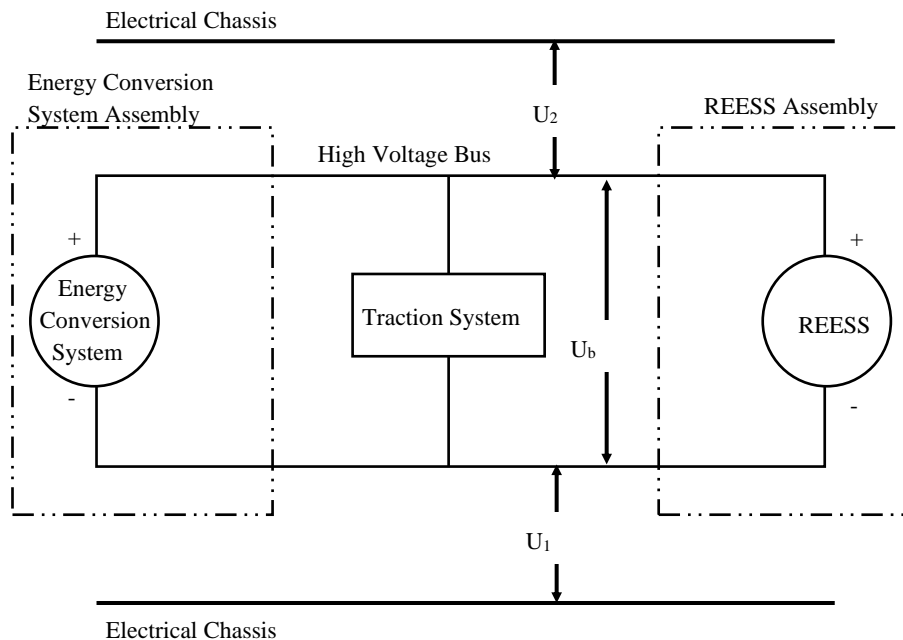 Electrical Chassis
Energy Conversion
System Assembly
U2
REESS Assembly
High Voltage Bus
+
+
Energy
Conversion
System
Traction System
REESS
Ub
-
-
U1
Electrical Chassis